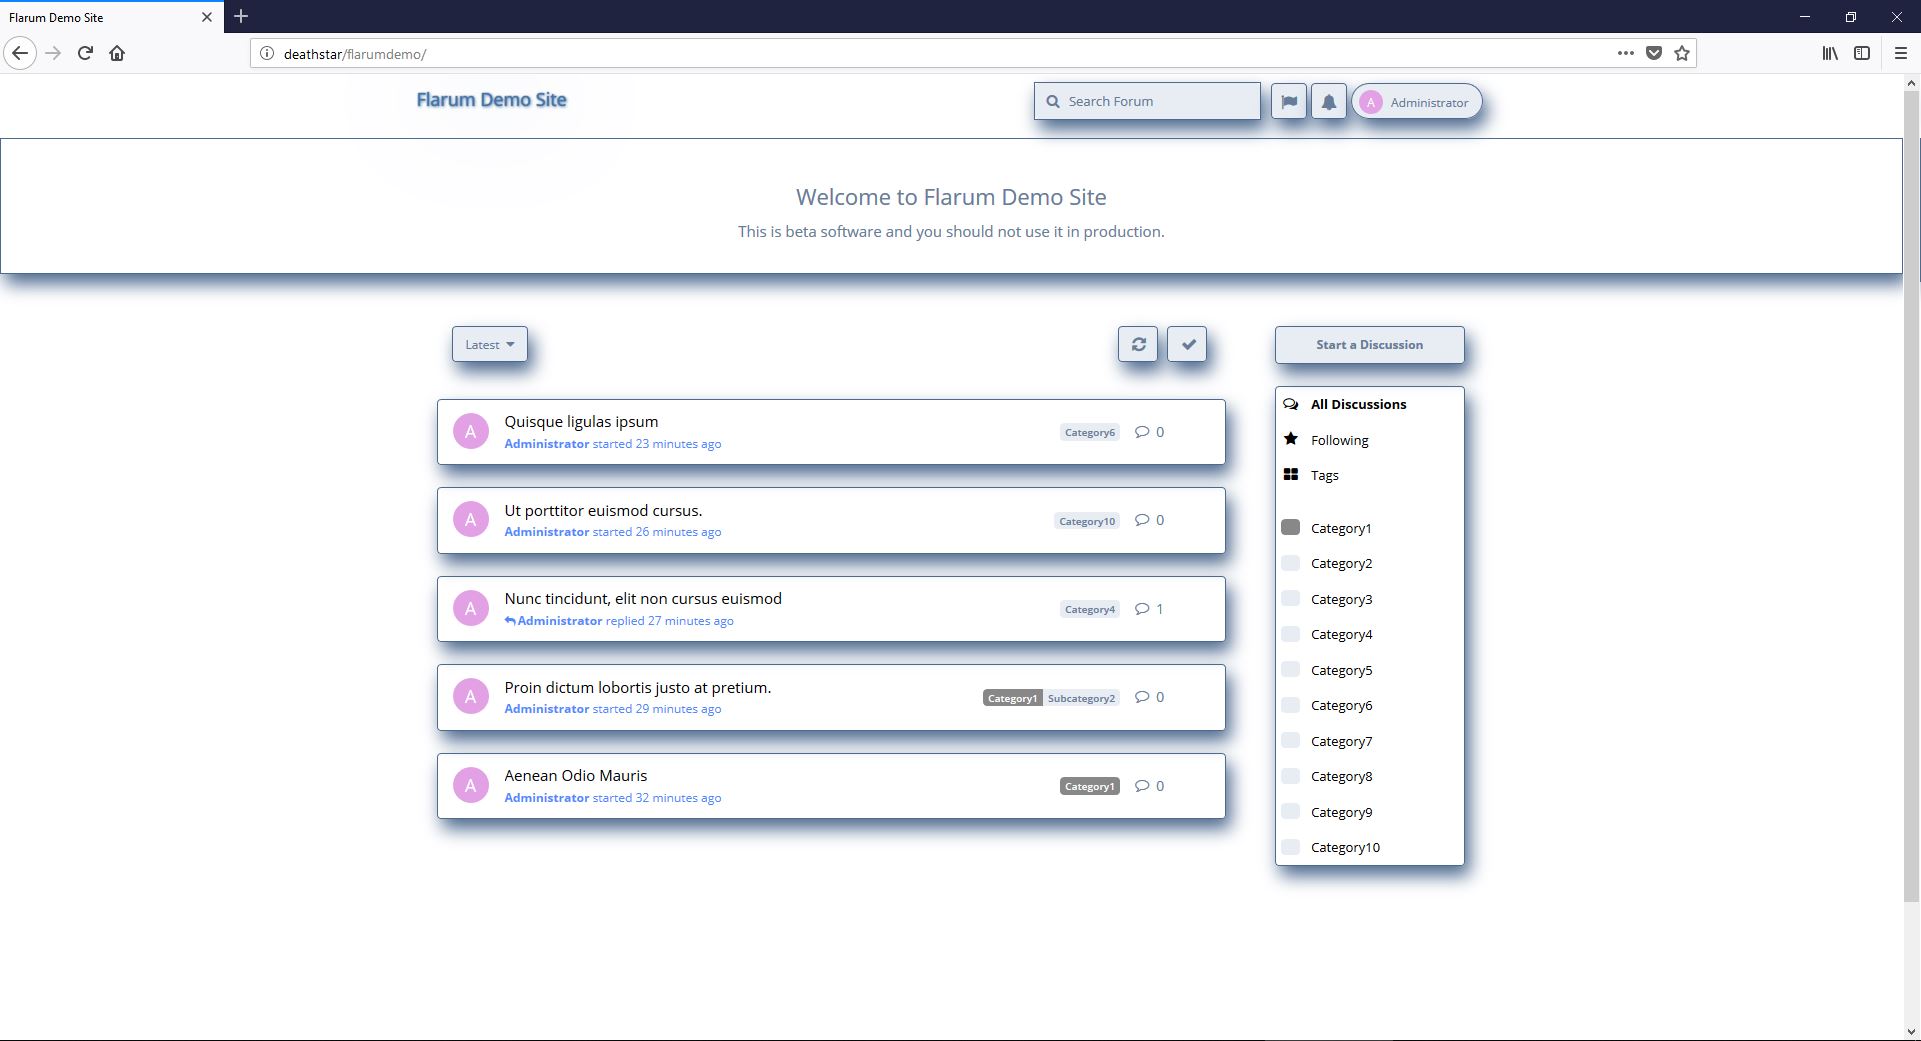 Flarum Demo Site
deathstar/flarumdemo/
Flarum Demo Site
Search Forum
A Administrator
Welcome to Flarum Demo Site
This is beta software and you should not use it in production.
Latest
Start a Discussion
A
Quisque ligulas ipsum
Category6 0
Administrator started 23 minutes ago
A
Ut porttitor euismod cursus.
Category10 0
Administrator started 26 minutes ago
A
Nunc tincidunt, elit non cursus euismod
Category4 1
Administrator replied 27 minutes ago
A
Proin dictum lobortis justo at pretium.
Category1 Subcategory2 0
Administrator started 29 minutes ago
A
Aenean Odio Mauris
Category1 0
Administrator started 32 minutes ago
All Discussions
Following
Tags
Category1
Category2
Category3
Category4
Category5
Category6
Category7
Category8
Category9
Category10